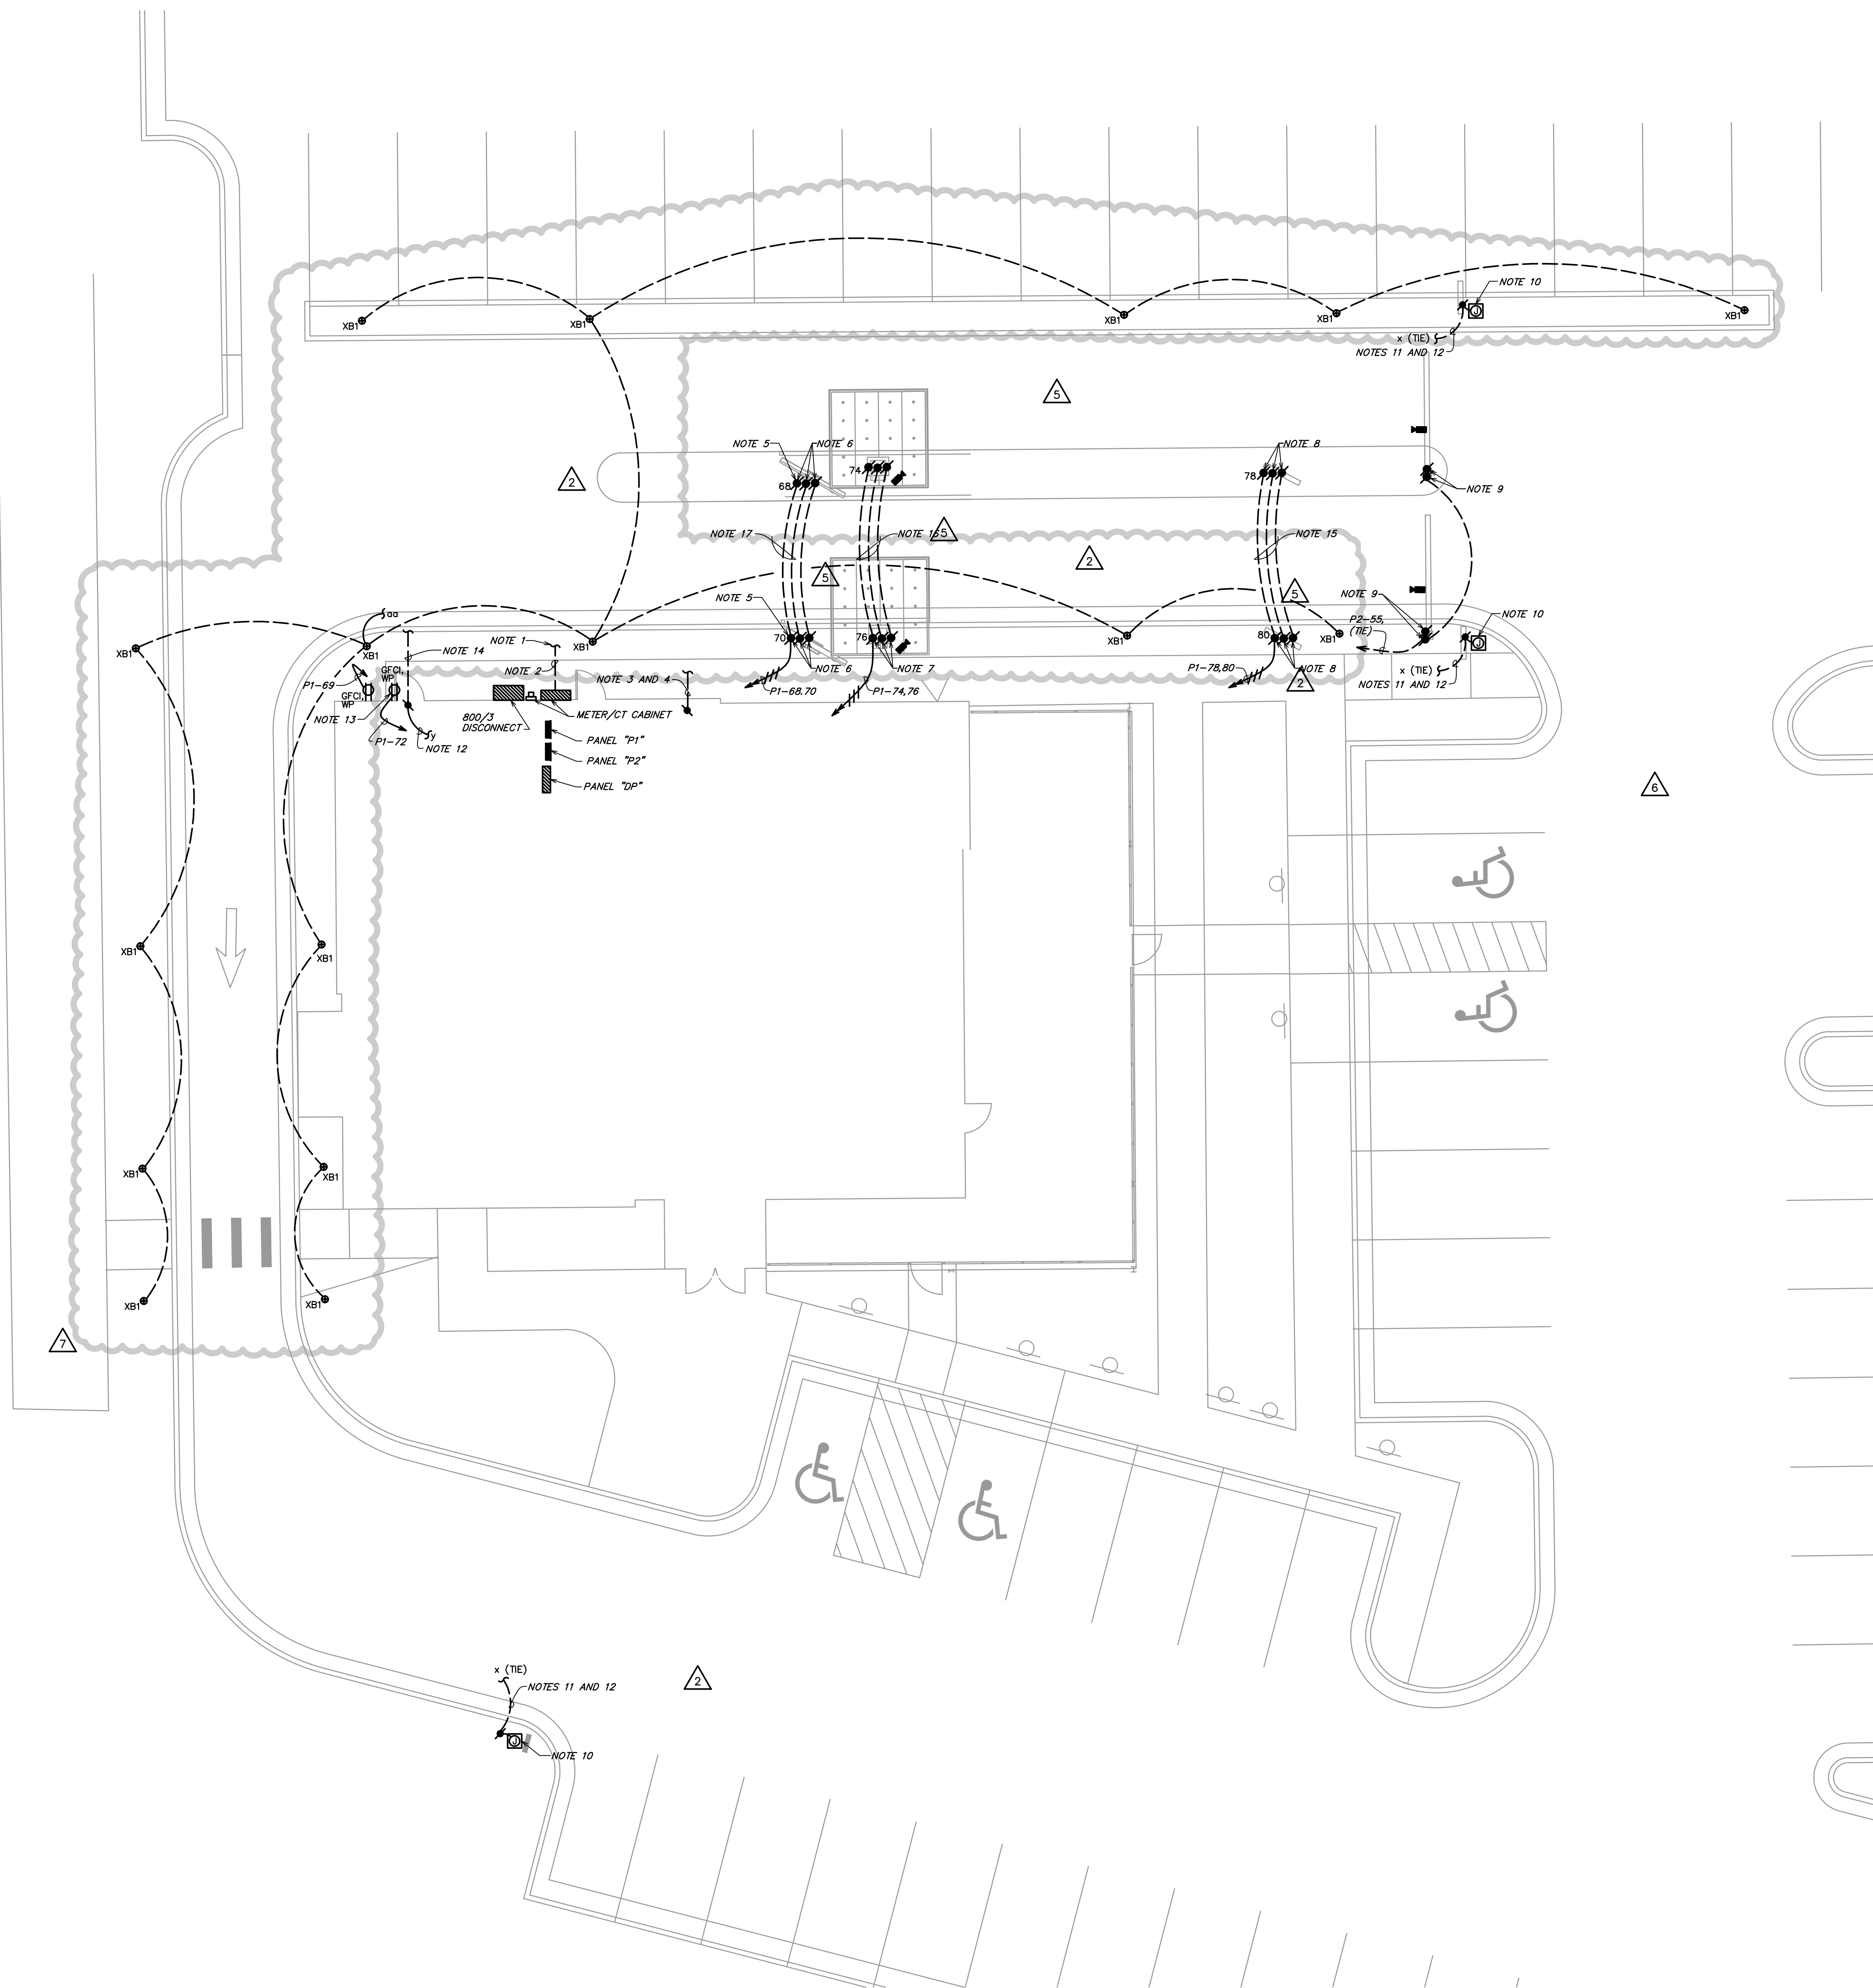 NOTE 10
XB1
XB1
XB1
XB1
XB1
x (TIE)
NOTES 11 AND 12
5
NOTE 5
NOTE 6
NOTE 8
74
78
68
2
NOTE 9
NOTE 17
5
NOTE 15
2
5
5
NOTE 5
NOTE 9
NOTE 10
aa
P2-55,
(TIE)
NOTE 1
NOTE 14
70
76
80
XB1
XB1
XB1
XB1
XB1
NOTE 2
NOTE 6
NOTE 7
P1-78,80
NOTE 8
x (TIE)
GFCI,
WP
P1-69
NOTE 3 AND 4
2
NOTES 11 AND 12
GFCI,
WP
P1-68.70
P1-74,76
NOTE 13
800/3
DISCONNECT
METER/CT CABINET
y
P1-72
NOTE 12
PANEL "P1"
PANEL "P2"
PANEL "DP"
6
XB1
XB1
XB1
XB1
XB1
XB1
7
x (TIE)
2
NOTES 11 AND 12
J
NOTE 10